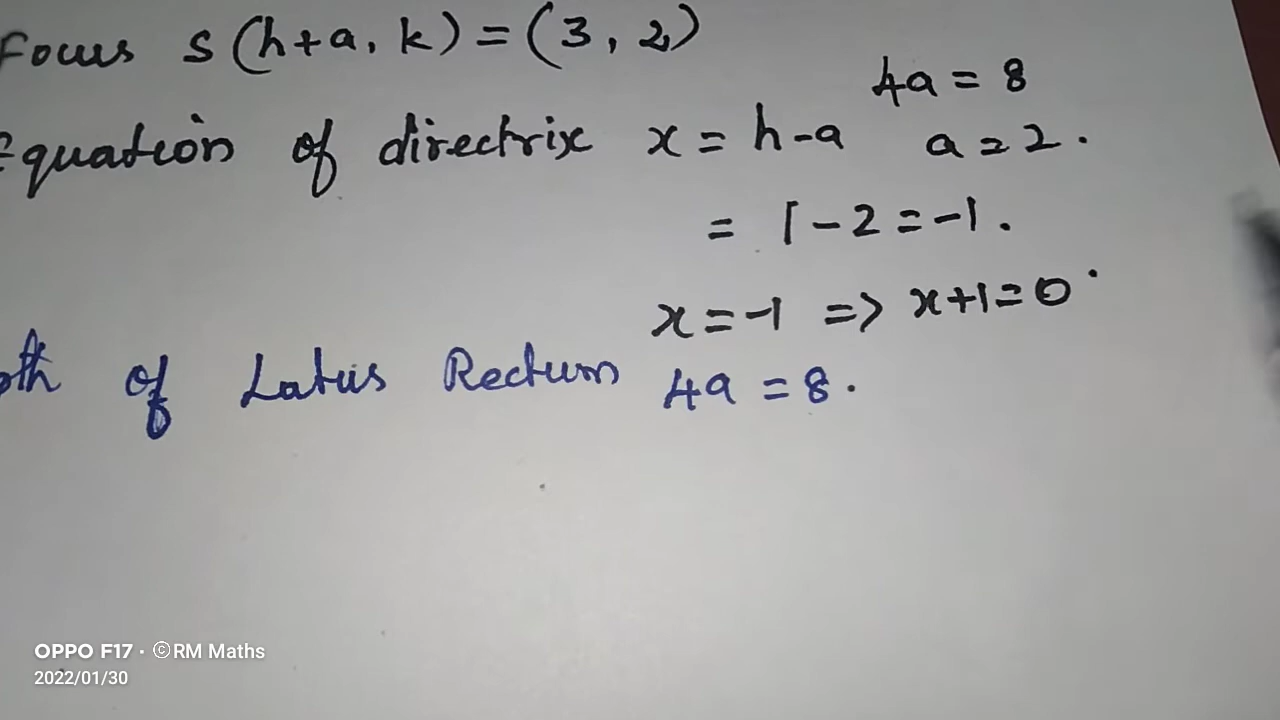 Focus S(h+a, k) = (3, 2)
4a = 8
Equation of directrix x = h-a
a = 2.
= 1-2 = -1.
x = -1 => x+1=0.
of Latus Rectum 4a = 8.
OPPO F17 · ©RM Maths
2022/01/30